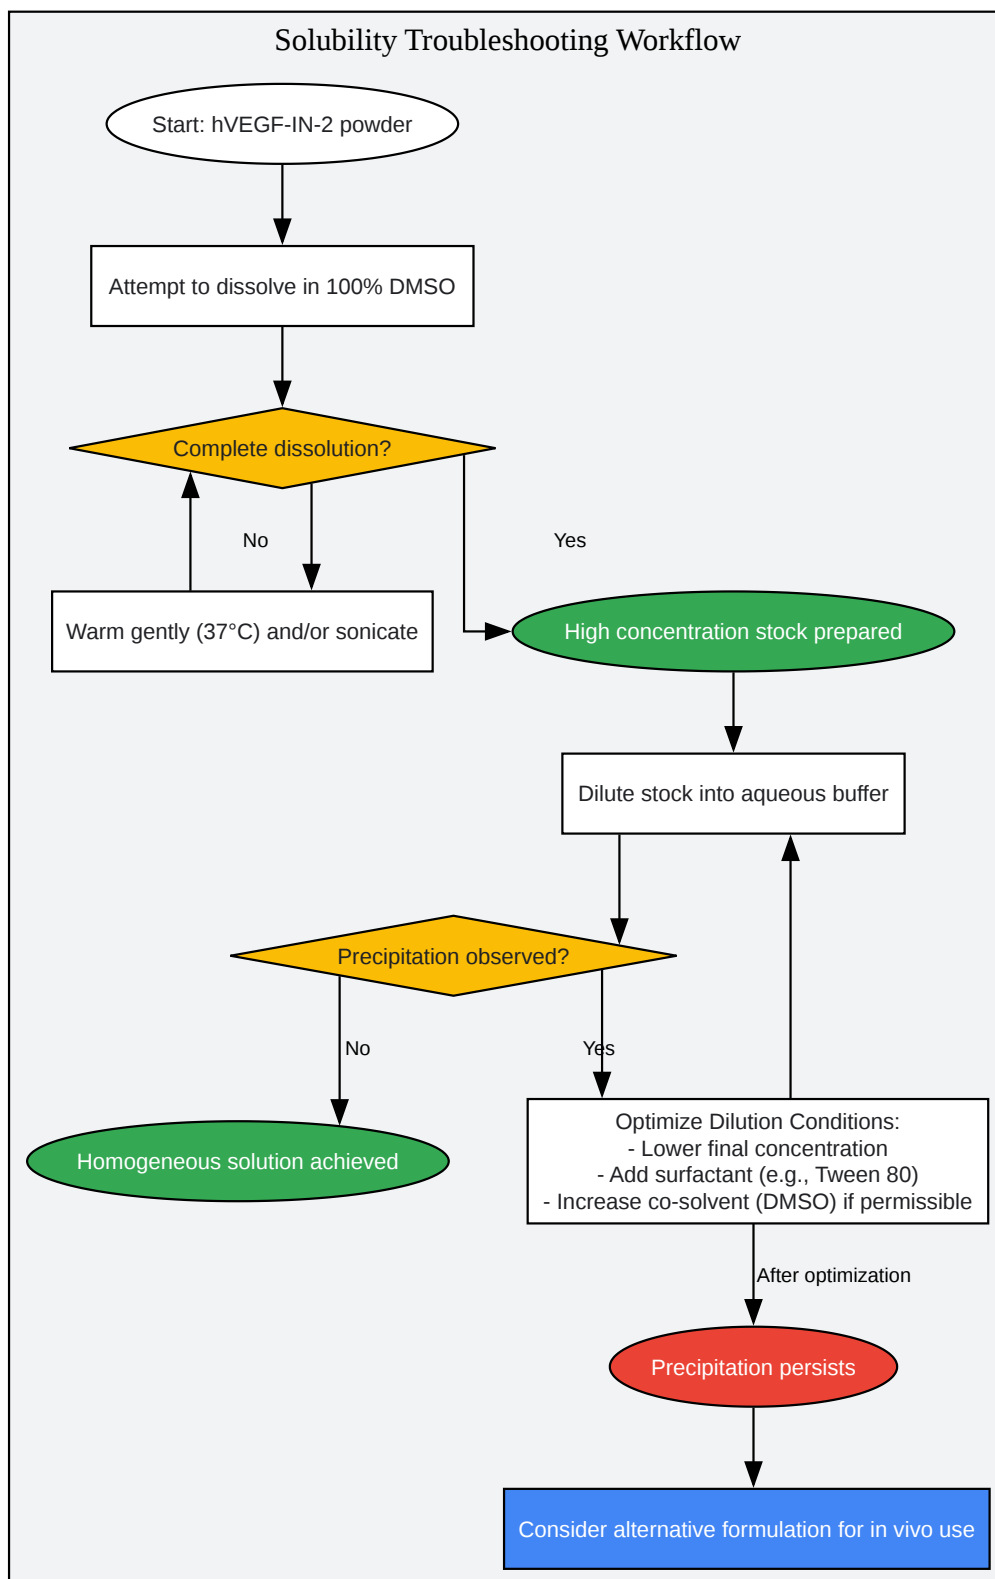 Solubility Troubleshooting Workflow
Start: hVEGF-IN-2 powder
Attempt to dissolve in 100% DMSO
Complete dissolution?
No
Yes
Warm gently (37°C) and/or sonicate
High concentration stock prepared
Dilute stock into aqueous buffer
Precipitation observed?
No
Yes
Homogeneous solution achieved
Optimize Dilution Conditions:
- Lower final concentration
- Add surfactant (e.g., Tween 80)
- Increase co-solvent (DMSO) if permissible
After optimization
Precipitation persists
Consider alternative formulation for in vivo use